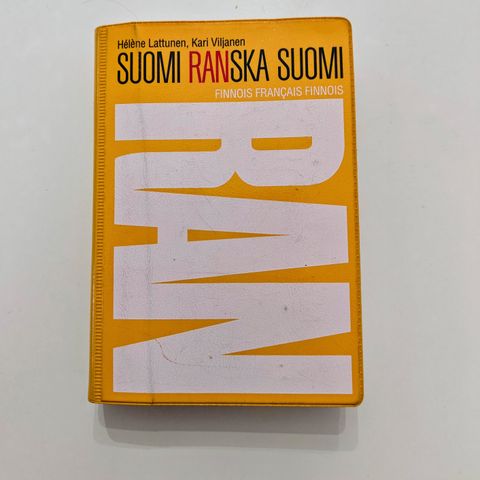 Hélène Lattunen, Kari Viljanen
SUOMI RANSKA SUOMI
FINNOIS FRANÇAIS FINNOIS
RAN